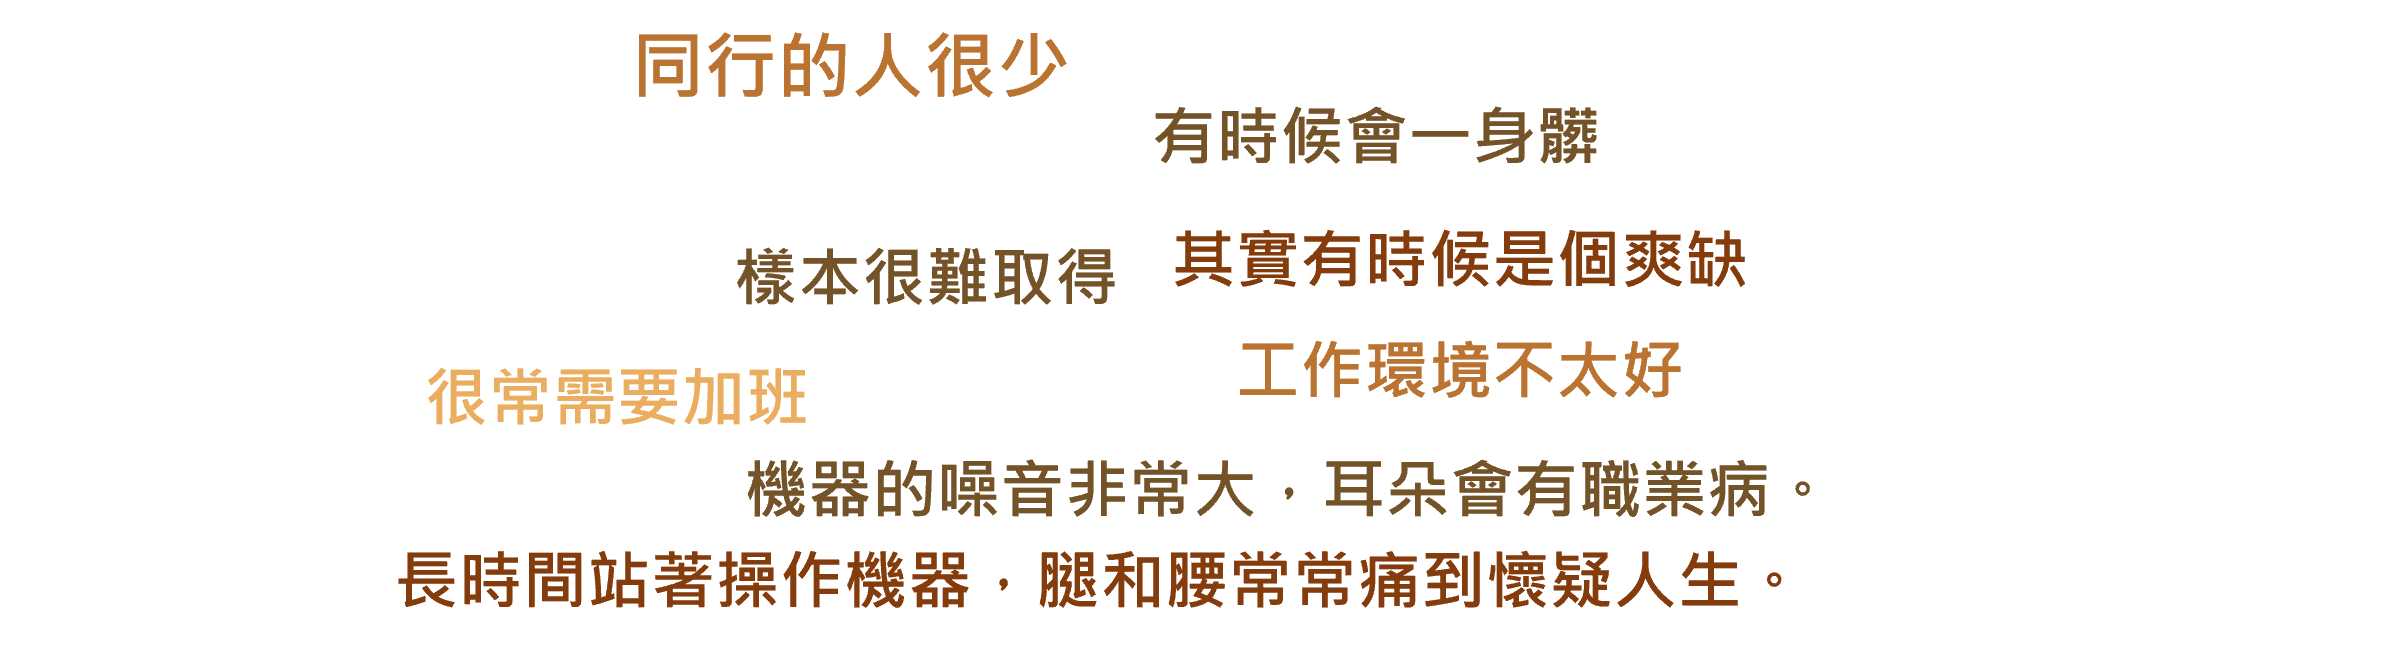 同行的人很少
有時候會一身髒
其實有時候是個爽缺
樣本很難取得
工作環境不太好
很常需要加班
機器的噪音非常大，耳朵會有職業病。
長時間站著操作機器，腿和腰常常痛到懷疑人生。